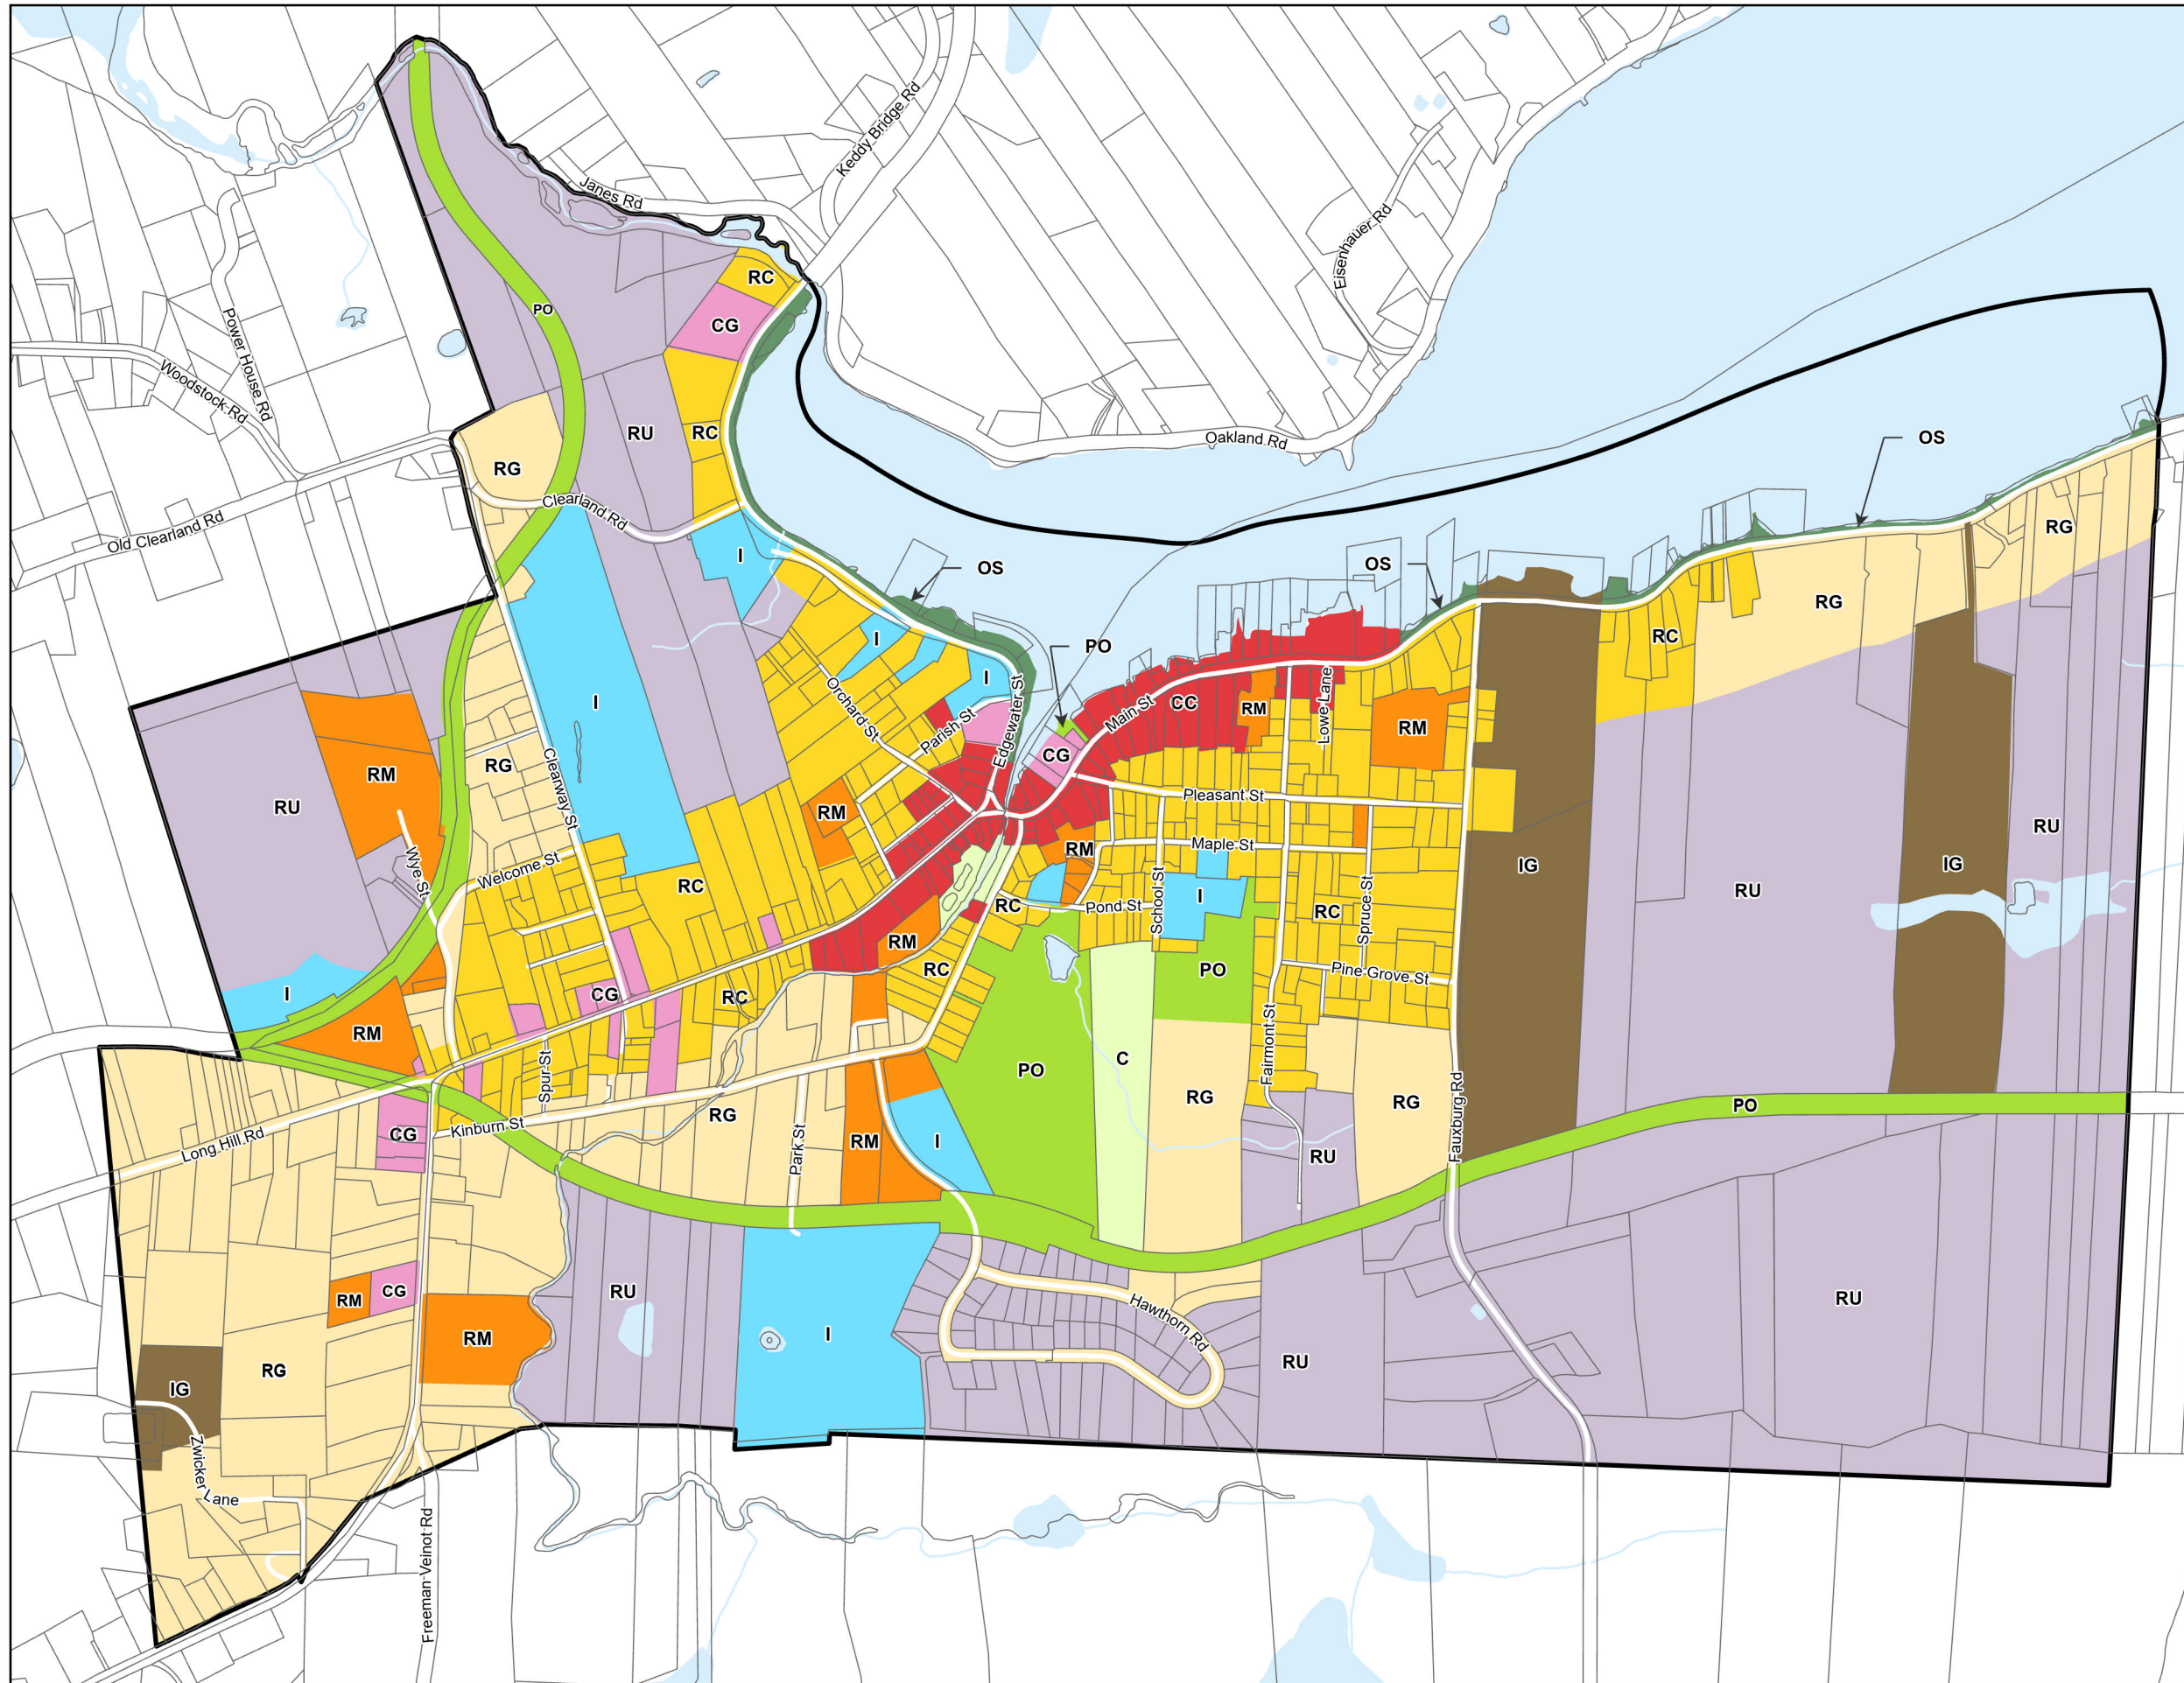 Keddy Bridge Rd
Janes Rd
Eisenhauer Rd
RC
PO
CG
Power House Rd
Woodstock Rd
RU
RC
Oakland Rd
OS
RG
Clearland Rd
Old Clearland Rd
RG
I
OS
OS
RG
I
RC
PO
I
Orchard St
I
Parish St
Edgewater St
Main St
CC
RM
Lowe Lane
RM
CG
RG
RM
Clearway St
RU
Pleasant St
RM
RU
Maple St
RM
IG
IG
Welcome St
Wye St
RC
RU
School St
I
Spruce St
RC
Pond St
RC
RM
RC
PO
Pine Grove St
I
CG
RC
RM
Fairmont St
Spur St
PO
C
RG
RG
Fauxburg Rd
PO
RG
Kinburn St
CG
Long Hill Rd
Park St
RM
I
RU
RM
CG
RU
Hawthorn Rd
RU
RM
I
RU
RG
IG
Zwicker Lane
Freeman-Veinot Rd